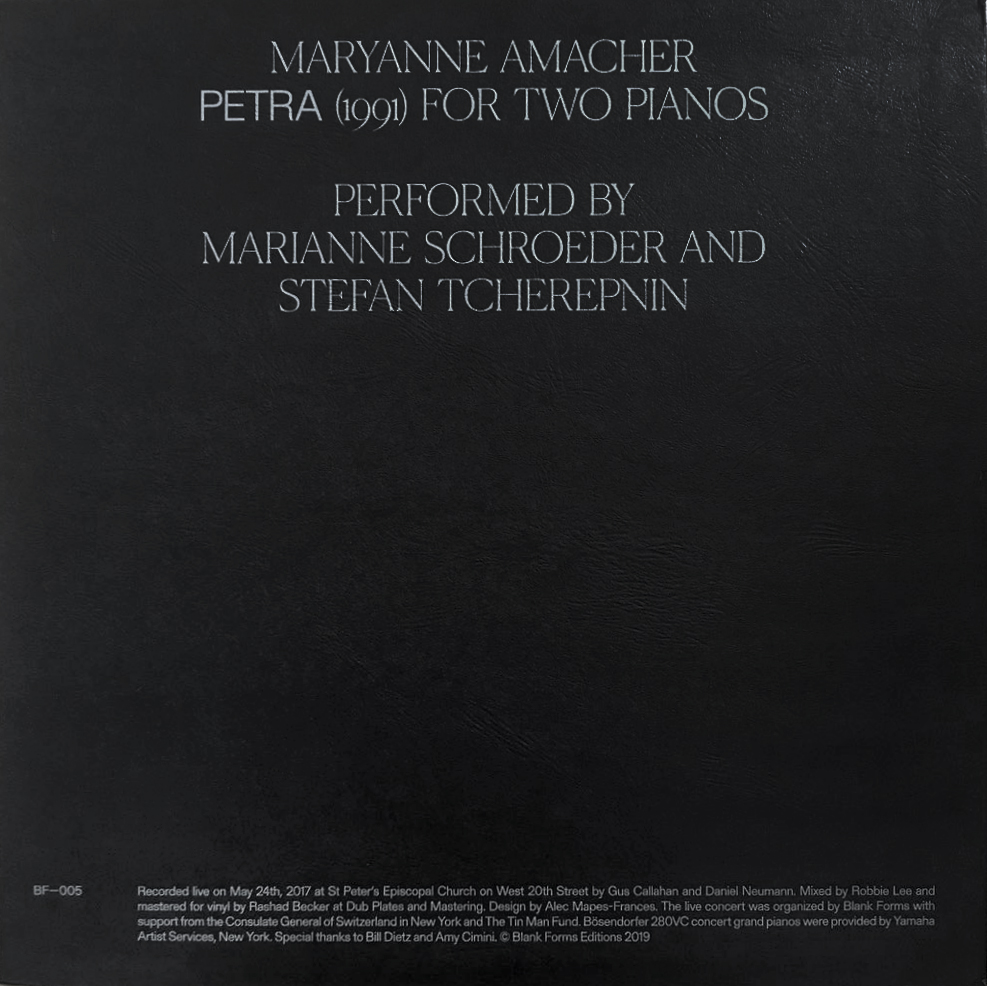 MARYANNE AMACHER
PETRA (1991) FOR TWO PIANOS
PERFORMED BY
MARIANNE SCHROEDER AND
STEFAN TCHEREPNIN
BF—005
Recorded live on May 24th, 2017 at St Peter's Episcopal Church on West 20th Street by Gus Callahan and Daniel Neumann. Mixed by Robbie Lee and
mastered for vinyl by Rashad Becker at Dub Plates and Mastering. Design by Alec Mapes-Frances. The live concert was organized by Blank Forms with
support from the Consulate General of Switzerland in New York and The Tin Man Fund. Bösendorfer 280VC concert grand pianos were provided by Yamaha
Artist Services, New York. Special thanks to Bill Dietz and Amy Cimini. © Blank Forms Editions 2019